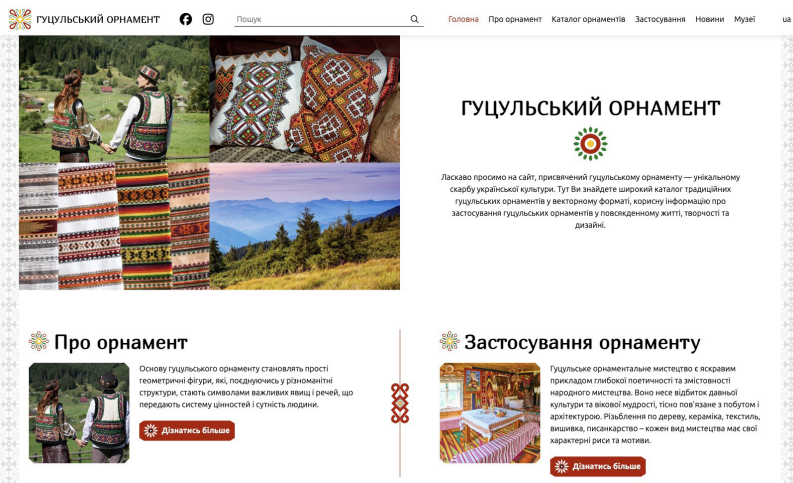 ГУЦУЛЬСЬКИЙ ОРНАМЕНТ
Пошук
Головна Про орнамент Каталог орнаментів Застосування Новини Музеї ua
ГУЦУЛЬСЬКИЙ ОРНАМЕНТ
Ласкаво просимо на сайт, присвячений гуцульському орнаменту — унікальному
скарбу української культури. Тут Ви знайдете широкий каталог традиційних
гуцульських орнаментів у векторному форматі, корисну інформацію про
застосування гуцульських орнаментів у повсякденному житті, творчості та
дизайні.
Про орнамент
Основу гуцульського орнаменту становлять прості
геометричні фігури, які, поєднуючись у різноманітні
структури, стають символами важливих явищ і речей, що
передають систему цінностей і сутність людини.
Дізнатись більше
Застосування орнаменту
Гуцульське орнаментальне мистецтво є яскравим
прикладом глибокої поетичності та змістовності
народного мистецтва. Воно несе відбиток давньої
культури та вікової мудрості, тісно пов'язане з побутом і
архітектурою. Різьблення по дереву, кераміка, текстиль,
вишивка, писанкарство – кожен вид мистецтва має свої
характерні риси та мотиви.
Дізнатись більше